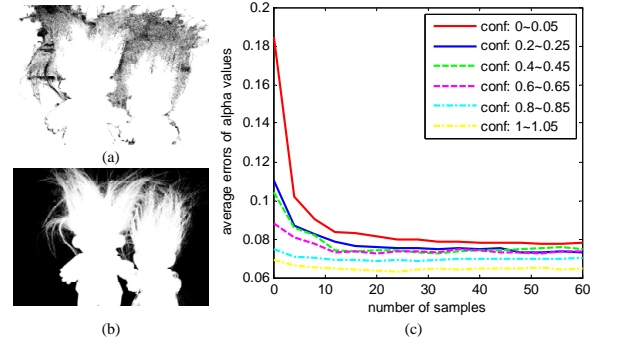 (a)
(b)
0.2
0.18
0.16
0.14
0.12
0.1
0.08
0.06
average errors of alpha values
conf: 0~0.05
conf: 0.2~0.25
conf: 0.4~0.45
conf: 0.6~0.65
conf: 0.8~0.85
conf: 1~1.05
0 10 20 30 40 50 60
number of samples
(c)